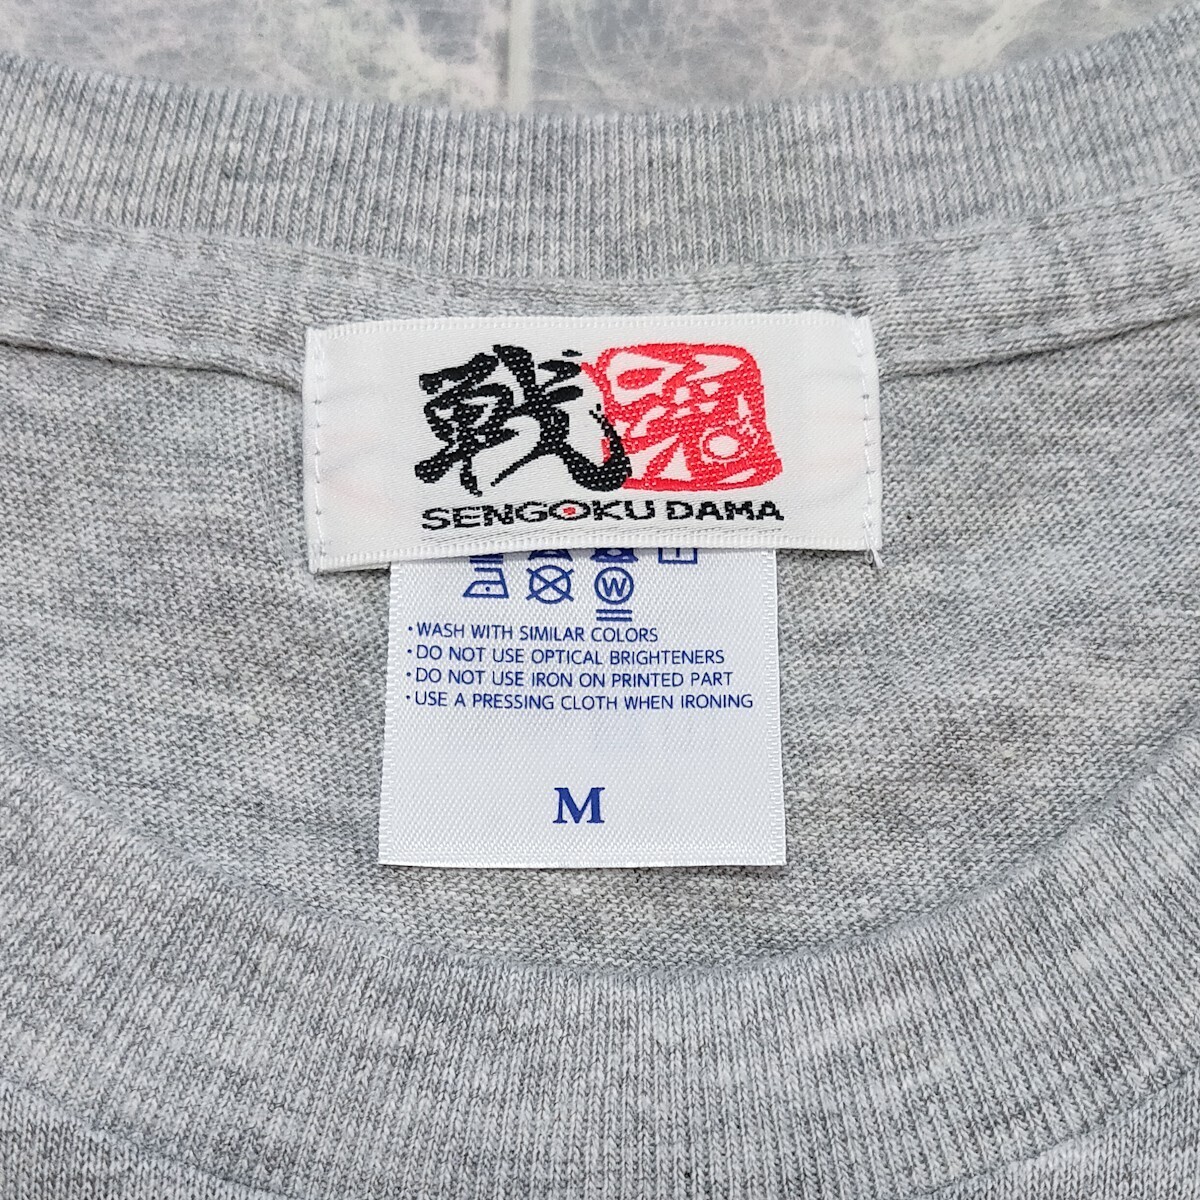 戦魂
SENGOKU DAMA
W
・WASH WITH SIMILAR COLORS
・DO NOT USE OPTICAL BRIGHTENERS
・DO NOT USE IRON ON PRINTED PART
・USE A PRESSING CLOTH WHEN IRONING
M